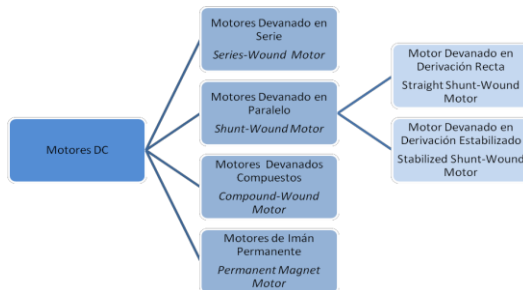 Motores DC
Motores Devanado en
Serie
Series-Wound Motor
Motores Devanado en
Paralelo
Shunt-Wound Motor
Motores Devanados
Compuestos
Compound-Wound
Motor
Motores de Imán
Permanente
Permanent Magnet
Motor
Motor Devanado en
Derivación Recta
Straight Shunt-Wound
Motor
Motor Devanado en
Derivación Estabilizado
Stabilized Shunt-Wound
Motor